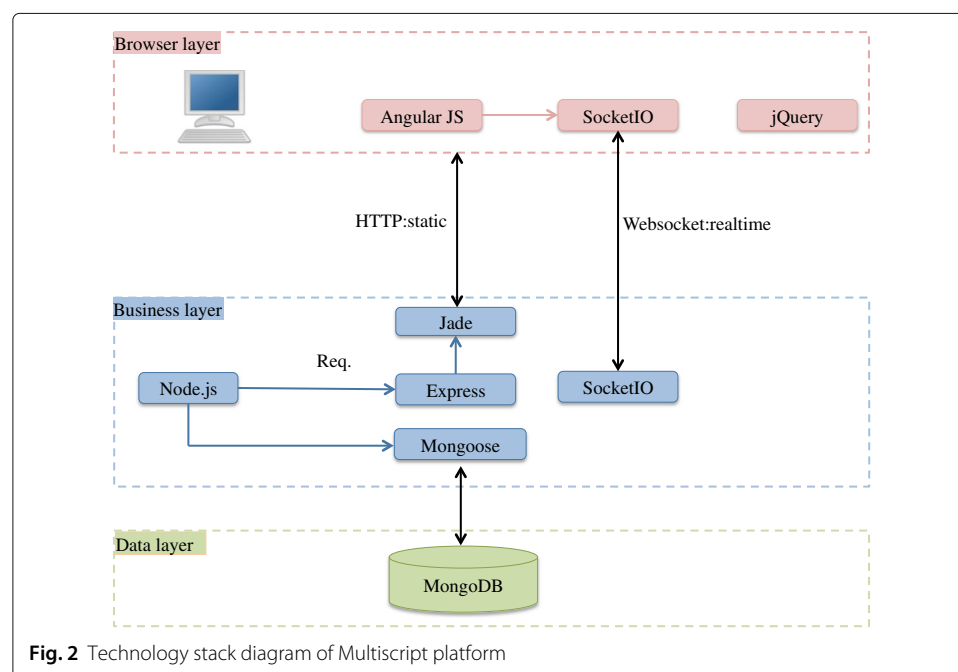 Browser layer
Angular JS
SocketIO
jQuery
HTTP:static
Websocket:realtime
Business layer
Jade
Req.
Node.js
Express
SocketIO
Mongoose
Data layer
MongoDB
Fig. 2 Technology stack diagram of Multiscript platform